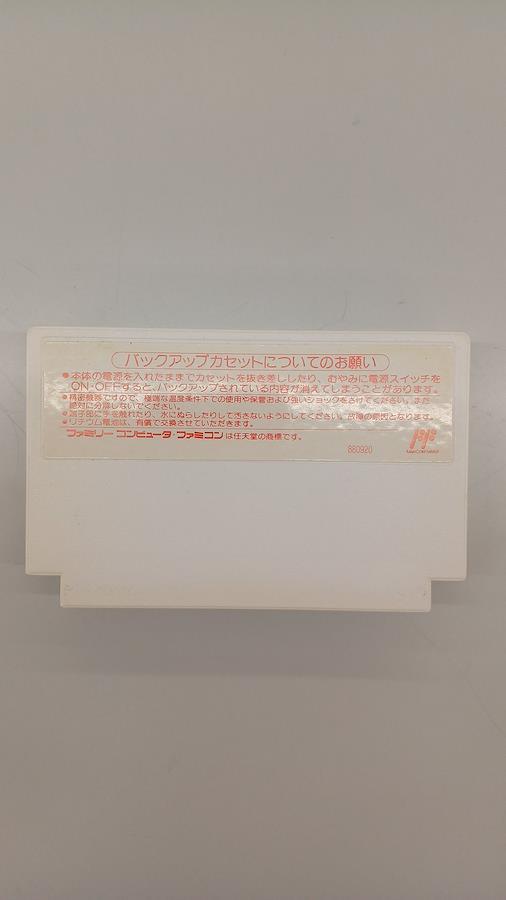 バックアップカセットについてのお願い
●本体の電源を入れたままでカセットを抜き差ししたり、むやみに電源スイッチを
ON・OFFすると、バックアップされている内容が消えてしまうことがあります。
●精密機器ですので、極端な温度条件下での使用や保管および強いショックをさけてください。また
絶対に分解しないでください。
●端子部に手を触れたり、水にぬらしたりして汚さないようにしてください。故障の原因となります。
●リチウム電池は、有償で交換させていただきます。
ファミリーコンピュータ・ファミコンは任天堂の商標です。
880920